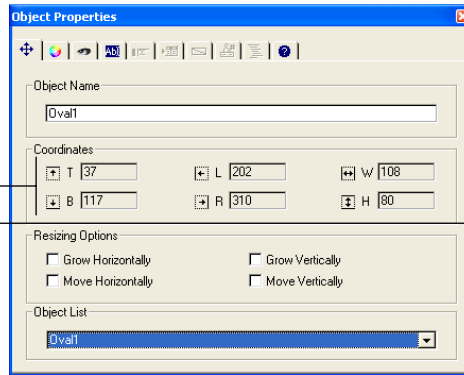 Object Properties
Ab
Object Name
Oval1
Coordinates
T 37 L 202 W 108
B 117 R 310 H 80
Resizing Options
Grow Horizontally Grow Vertically
Move Horizontally Move Vertically
Object List
Oval1